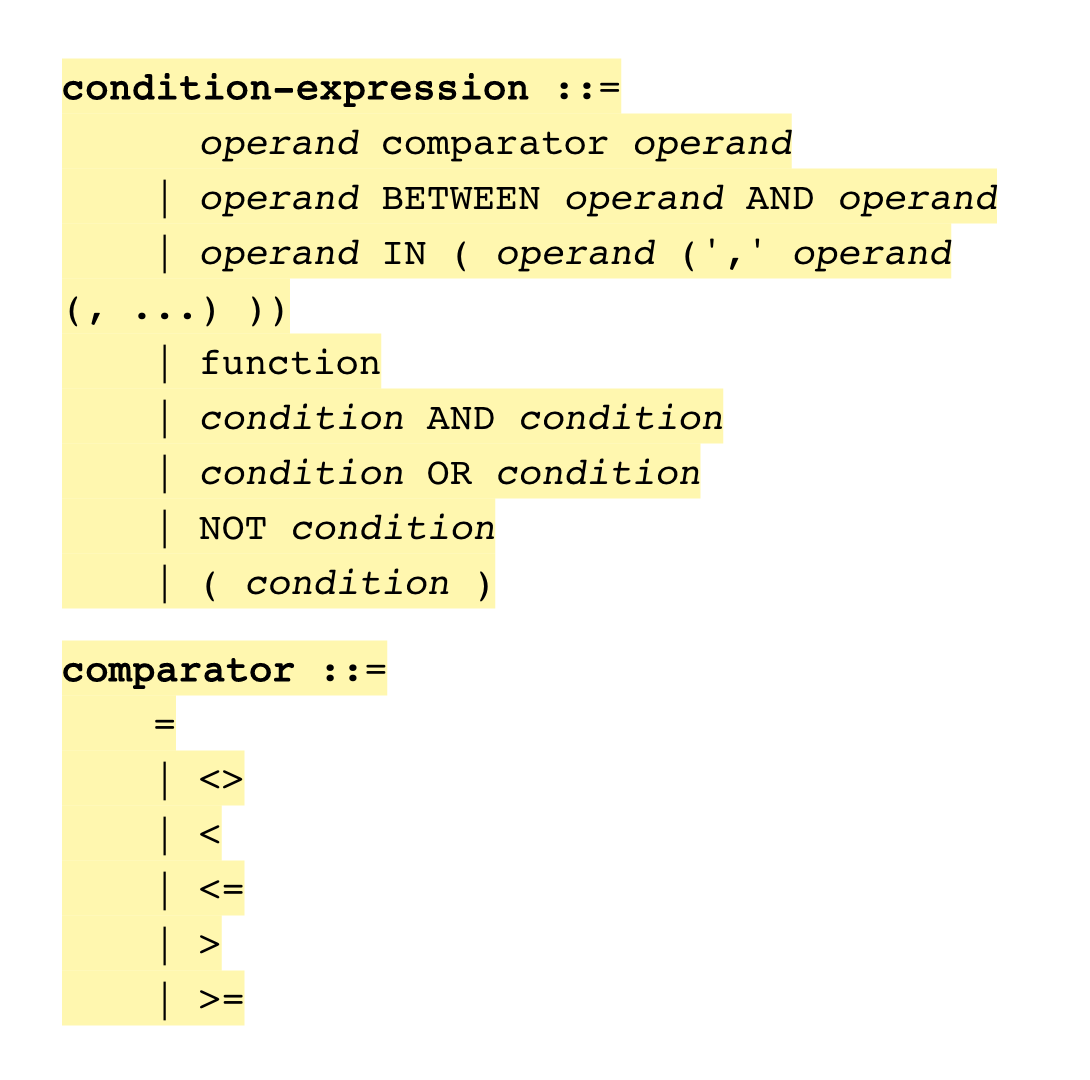 condition-expression ::=
operand comparator operand
| operand BETWEEN operand AND operand
| operand IN ( operand (',' operand
(, ...) ))
| function
| condition AND condition
| condition OR condition
| NOT condition
| ( condition )
comparator ::=
=
| <>
| <
| <=
| >
| >=